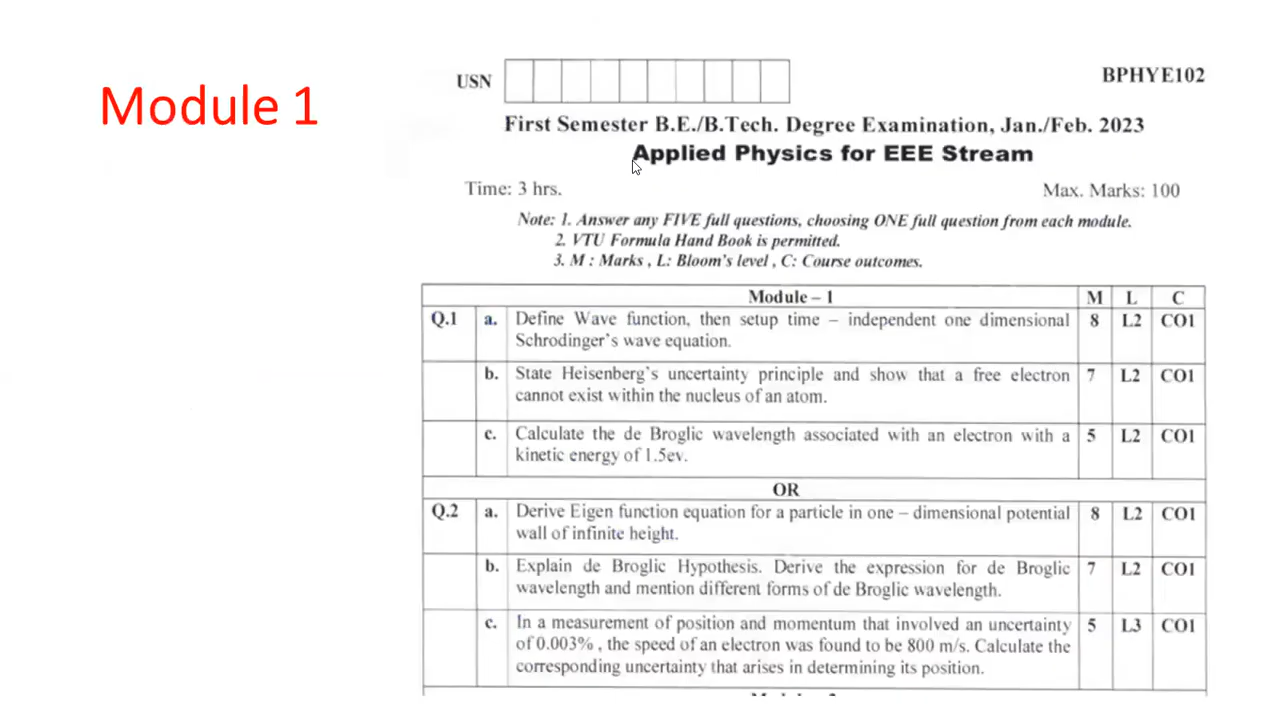 Module 1
USN
BPHYE102
First Semester B.E./B.Tech. Degree Examination, Jan./Feb. 2023
Applied Physics for EEE Stream
Time: 3 hrs.
Max. Marks: 100
Note: 1. Answer any FIVE full questions, choosing ONE full question from each module.
2. VTU Formula Hand Book is permitted.
3. M : Marks , L: Bloom's level , C: Course outcomes.
Module – 1 M L C
Q.1 a. Define Wave function, then setup time – independent one dimensional 8 L2 CO1
Schrodinger's wave equation.
b. State Heisenberg's uncertainty principle and show that a free electron 7 L2 CO1
cannot exist within the nucleus of an atom.
c. Calculate the de Broglic wavelength associated with an electron with a 5 L2 CO1
kinetic energy of 1.5ev.
OR
Q.2 a. Derive Eigen function equation for a particle in one – dimensional potential 8 L2 CO1
wall of infinite height.
b. Explain de Broglic Hypothesis. Derive the expression for de Broglic 7 L2 CO1
wavelength and mention different forms of de Broglic wavelength.
c. In a measurement of position and momentum that involved an uncertainty 5 L3 CO1
of 0.003% , the speed of an electron was found to be 800 m/s. Calculate the
corresponding uncertainty that arises in determining its position.